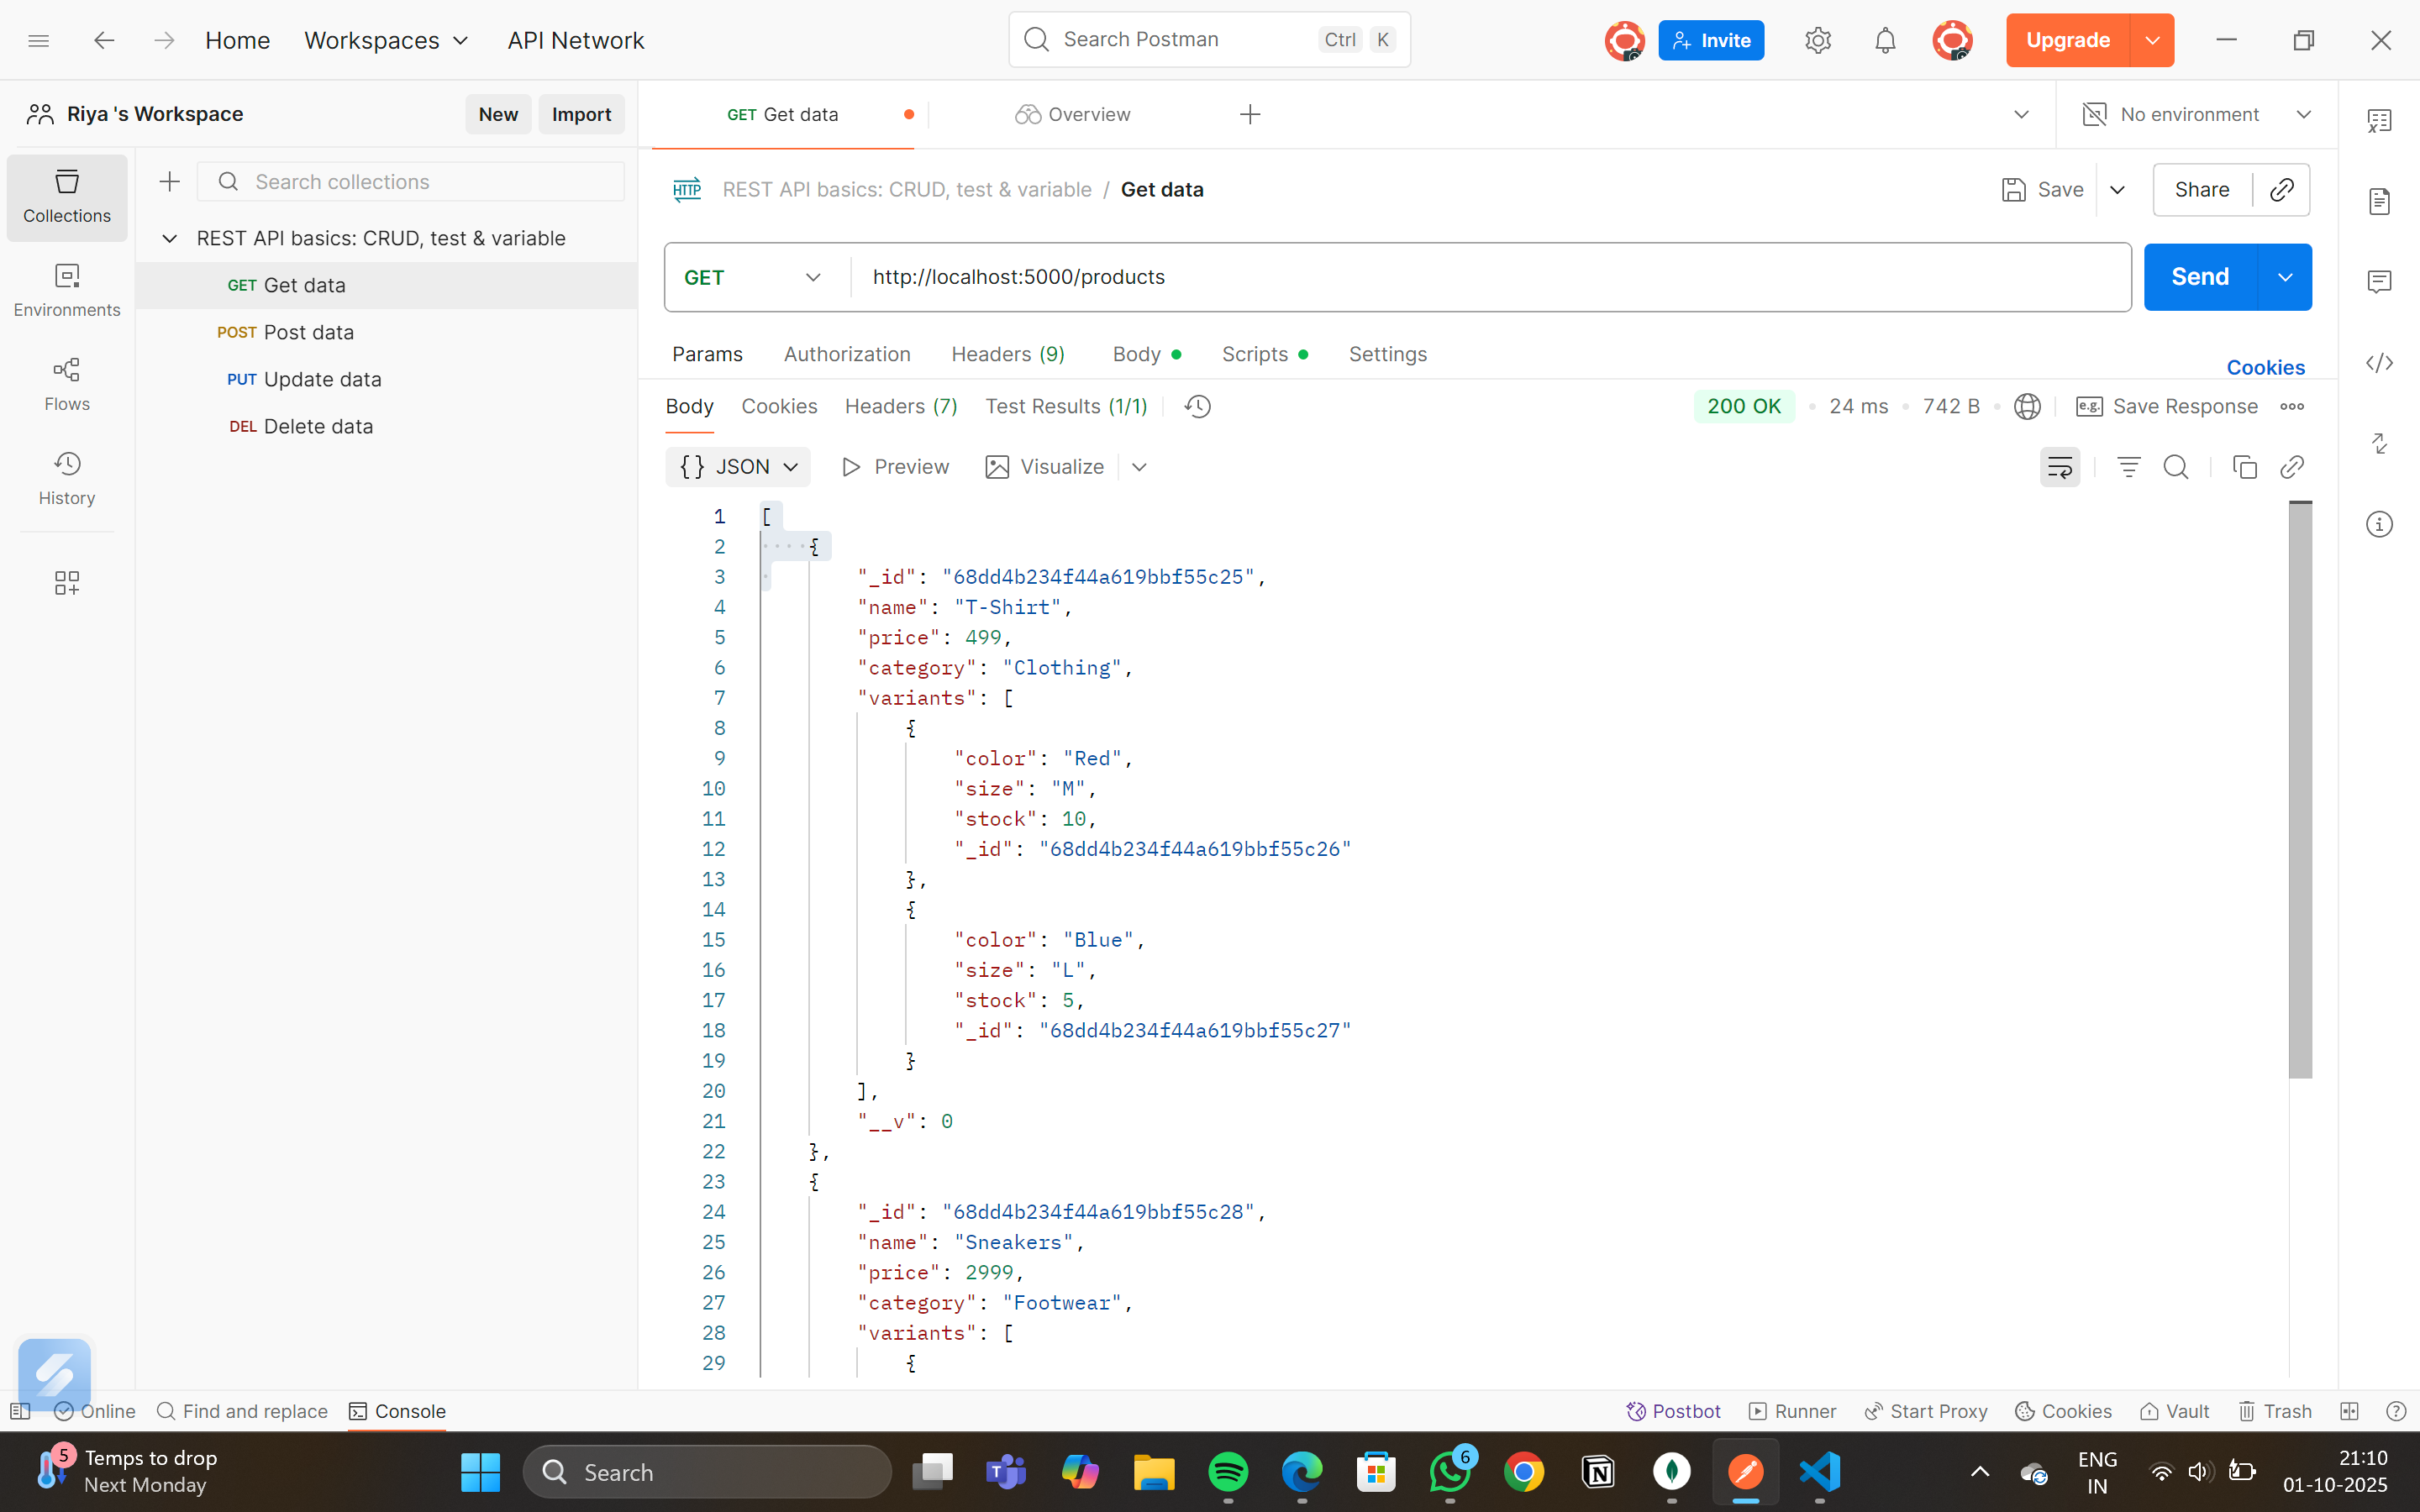 Home
Workspaces
API Network
Search Postman
Ctrl K
Invite
Upgrade
Riya 's Workspace
New
Import
GET Get data
Overview
No environment
Collections
Environments
Flows
History
Search collections
REST API basics: CRUD, test & variable
GET Get data
POST Post data
PUT Update data
DEL Delete data
HTTP
REST API basics: CRUD, test & variable / Get data
Save
Share
GET
http://localhost:5000/products
Send
Params
Authorization
Headers (9)
Body
Scripts
Settings
Cookies
Body
Cookies
Headers (7)
Test Results (1/1)
200 OK
24 ms
742 B
e.g.
Save Response
{ } JSON
Preview
Visualize
1 [
2 {
3 "_id": "68dd4b234f44a619bbf55c25",
4 "name": "T-Shirt",
5 "price": 499,
6 "category": "Clothing",
7 "variants": [
8 {
9 "color": "Red",
10 "size": "M",
11 "stock": 10,
12 "_id": "68dd4b234f44a619bbf55c26"
13 },
14 {
15 "color": "Blue",
16 "size": "L",
17 "stock": 5,
18 "_id": "68dd4b234f44a619bbf55c27"
19 }
20 ],
21 "__v": 0
22 },
23 {
24 "_id": "68dd4b234f44a619bbf55c28",
25 "name": "Sneakers",
26 "price": 2999,
27 "category": "Footwear",
28 "variants": [
29 {
Online
Find and replace
Console
Postbot
Runner
Start Proxy
Cookies
Vault
Trash
5
Temps to drop
Next Monday
Search
6
ENG
IN
21:10
01-10-2025